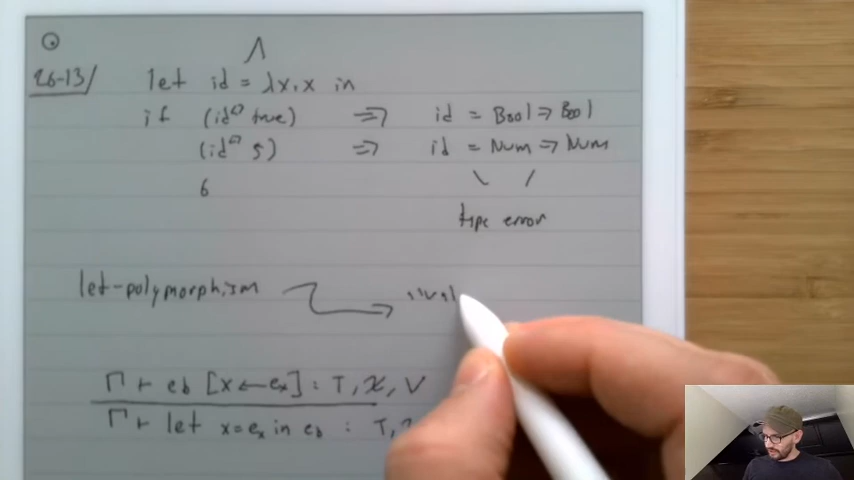 26-13/
Λ
let id = λx.x in
if (id□ true) => id = Bool => Bool
(id□ 5) => id = Num => Num
6
type error
let-polymorphism
Γ ⊢ eb [x ← ex] : T, X, V
Γ ⊢ let x=ex in eb : T,